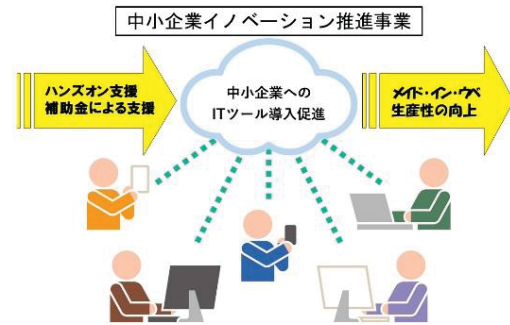 中小企業イノベーション推進事業
ハンズオン支援
補助金による支援
中小企業への
ITツール導入促進
メイド・イン・ウベ
生産性の向上